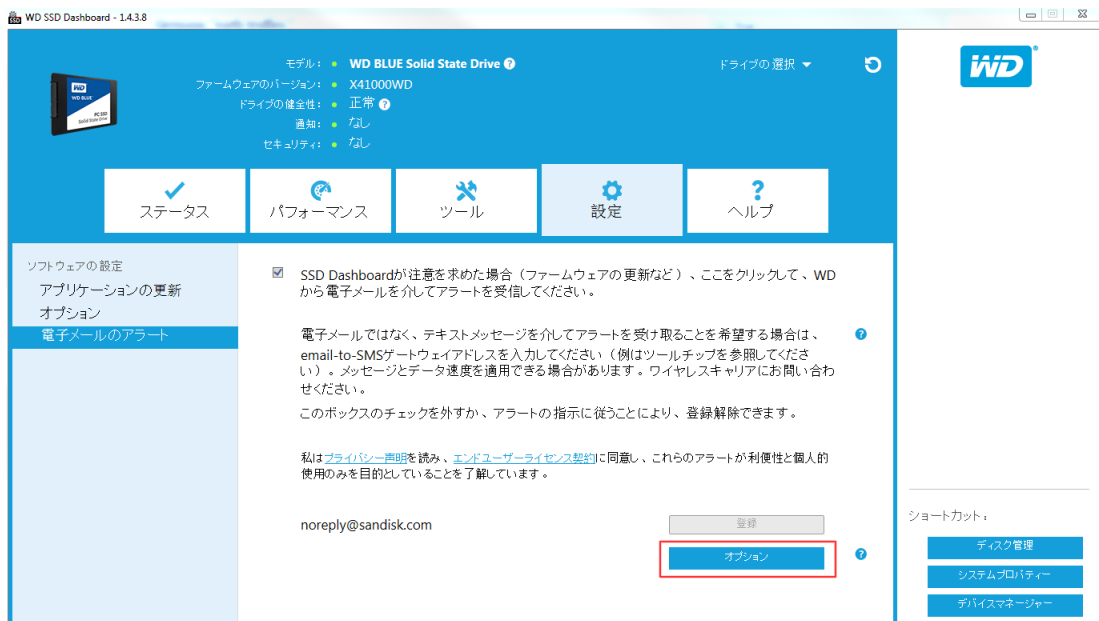 WD SSD Dashboard - 1.4.3.8
モデル: WD BLUE Solid State Drive
ファームウェアのバージョン: X41000WD
ドライブの健全性: 正常
通知: なし
セキュリティ: なし
ドライブの選択
WD
WD
WD BLUE
PC SSD
Solid State Drive
ステータス
パフォーマンス
ツール
設定
ヘルプ
ソフトウェアの設定
アプリケーションの更新
オプション
電子メールのアラート
SSD Dashboardが注意を求めた場合（ファームウェアの更新など）、ここをクリックして、WD
から電子メールを介してアラートを受信してください。
電子メールではなく、テキストメッセージを介してアラートを受け取ることを希望する場合は、
email-to-SMSゲートウェイアドレスを入力してください（例はツールチップを参照してくださ
い）。メッセージとデータ速度を適用できる場合があります。ワイヤレスキャリアにお問い合わ
せください。
このボックスのチェックを外すか、アラートの指示に従うことにより、登録解除できます。
私はプライバシー声明を読み、エンドユーザーライセンス契約に同意し、これらのアラートが利便性と個人的
使用のみを目的としていることを了解しています。
noreply@sandisk.com
登録
オプション
ショートカット:
ディスク管理
システムプロパティー
デバイスマネージャー